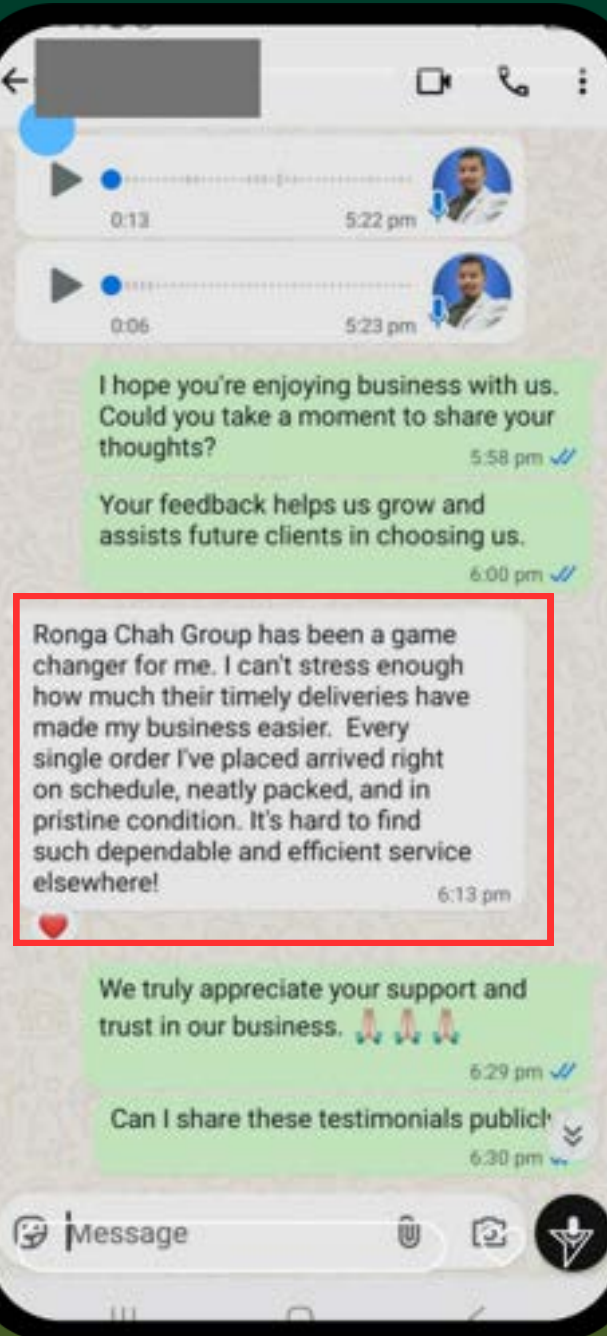 0:13
5:22 pm
0:06
5:23 pm
I hope you're enjoying business with us.
Could you take a moment to share your
thoughts?
5:58 pm
Your feedback helps us grow and
assists future clients in choosing us.
6:00 pm
Ronga Chah Group has been a game
changer for me. I can't stress enough
how much their timely deliveries have
made my business easier.  Every
single order I've placed arrived right
on schedule, neatly packed, and in
pristine condition. It's hard to find
such dependable and efficient service
elsewhere!
6:13 pm
We truly appreciate your support and
trust in our business. 🙏🙏🙏
6:29 pm
Can I share these testimonials
6:30 pm
Message